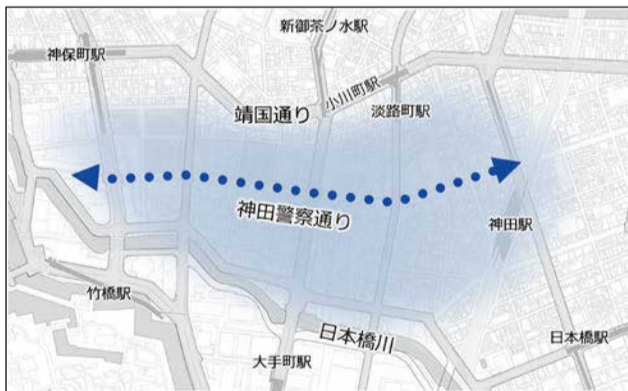 新御茶ノ水駅
神保町駅
小川町駅
靖国通り
淡路町駅
神田警察通り
神田駅
竹橋駅
日本橋川
日本橋駅
大手町駅